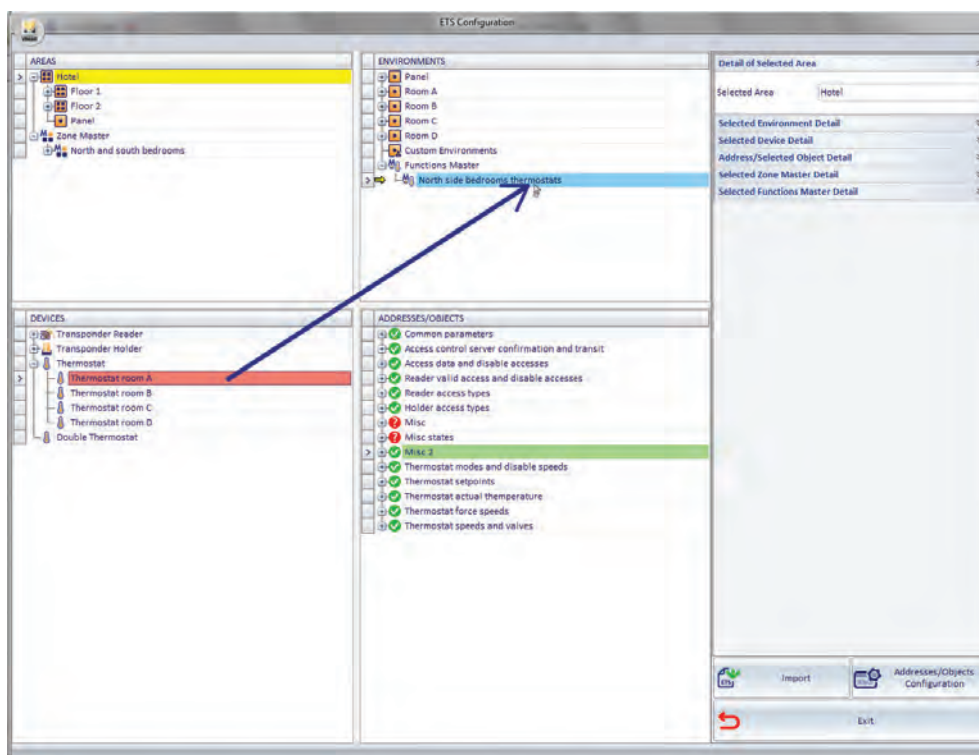 ETS Configuration
AREAS
Hotel
Floor 1
Floor 2
Panel
Zone Master
North and south bedrooms
ENVIRONMENTS
Panel
Room A
Room B
Room C
Room D
Custom Environments
Functions Master
North side bedrooms thermostats
Detail of Selected Area
Selected Area Hotel
Selected Environment Detail
Selected Device Detail
Address/Selected Object Detail
Selected Zone Master Detail
Selected Functions Master Detail
DEVICES
Transponder Reader
Transponder Holder
Thermostat
Thermostat room A
Thermostat room B
Thermostat room C
Thermostat room D
Double Thermostat
ADDRESSES/OBJECTS
Common parameters
Access control server confirmation and transit
Access data and disable accesses
Reader valid access and disable accesses
Reader access types
Holder access types
Misc
Misc states
Misc 2
Thermostat modes and disable speeds
Thermostat setpoints
Thermostat actual themperature
Thermostat force speeds
Thermostat speeds and valves
ETS
Import
Addresses/Objects
Configuration
Exit